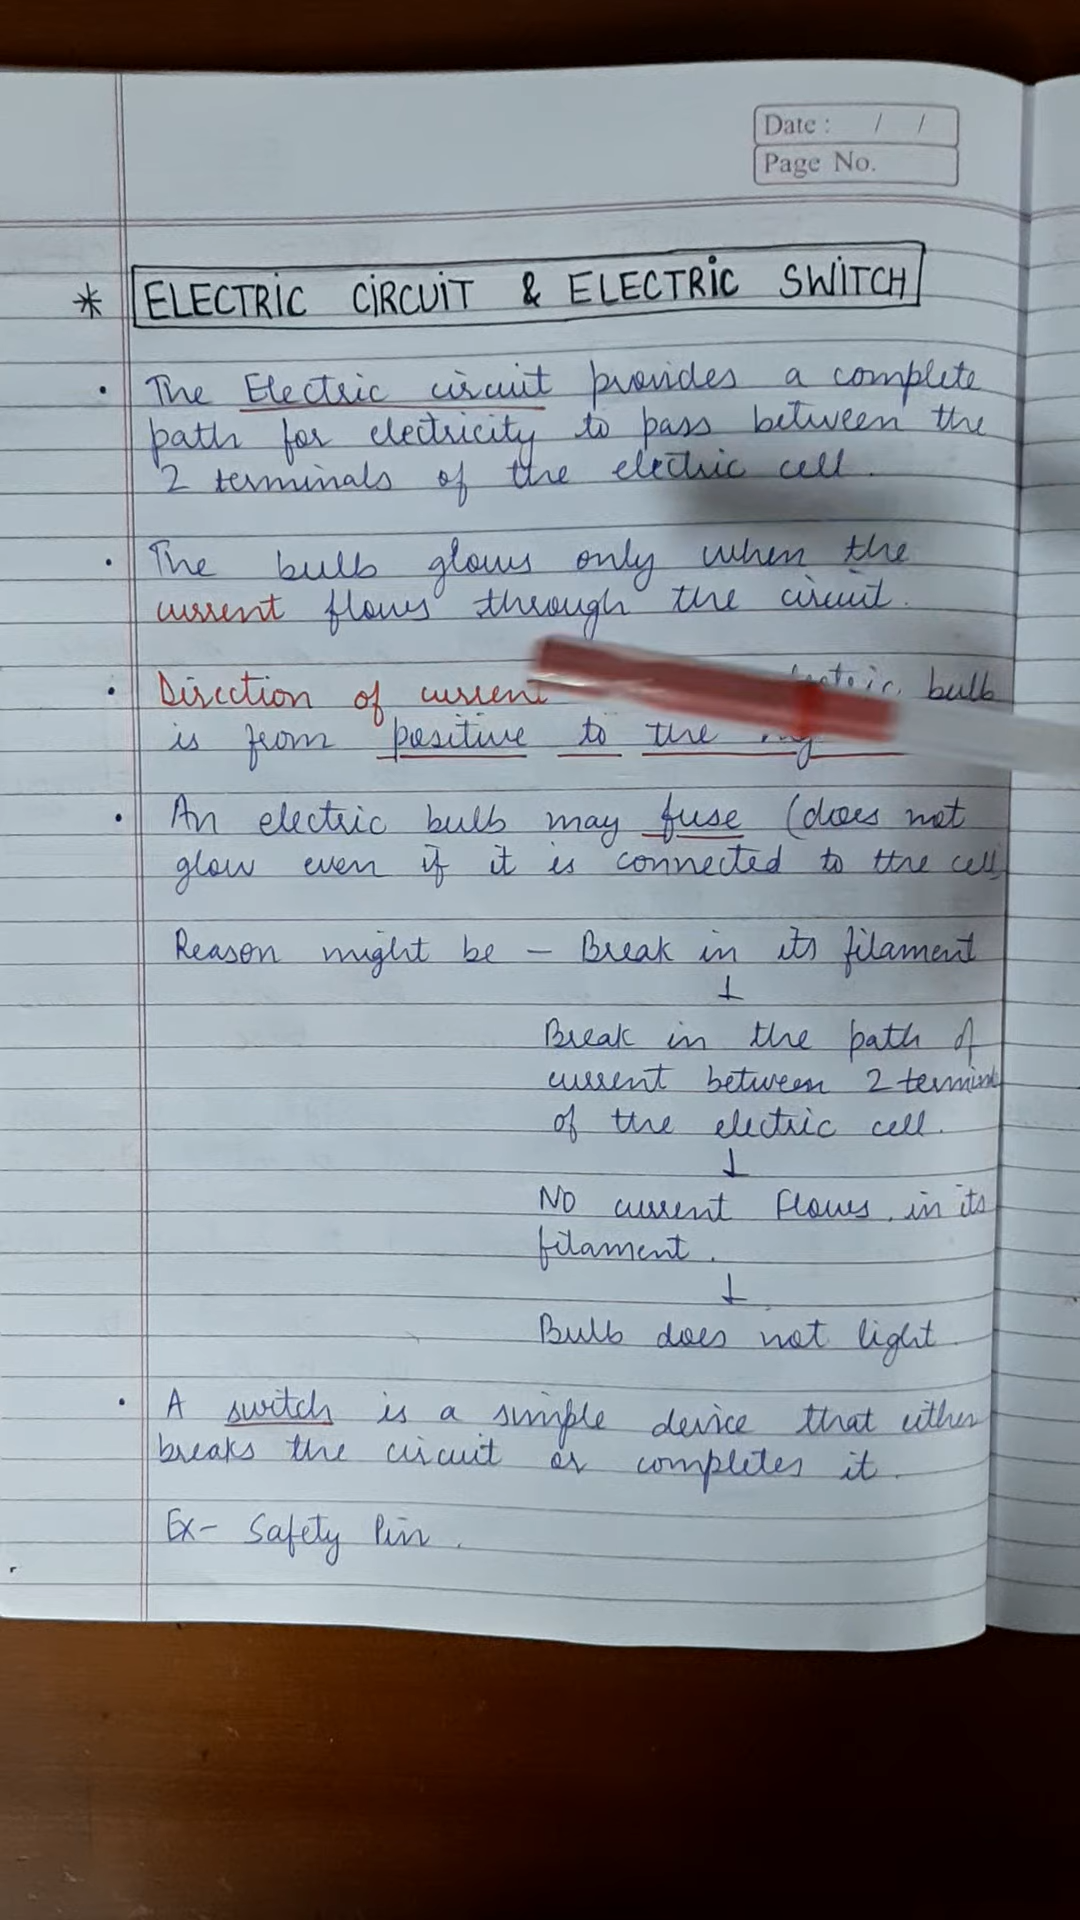 Date : / /
Page No.
* ELECTRIC CIRCUIT & ELECTRIC SWITCH
• The Electric circuit provides a complete
path for electricity to pass between the
2 terminals of the electric cell.
• The bulb glows only when the
current flows through the circuit.
• Direction of current bulb
is from positive to the
• An electric bulb may fuse (does not
glow even if it is connected to the cell
Reason might be – Break in its filament
↓
Break in the path of
current between 2
of the electric cell.
↓
NO current flows in its
filament.
↓
Bulb does not light
• A switch is a simple device that either
breaks the circuit or completes it.
Ex– Safety Pin.